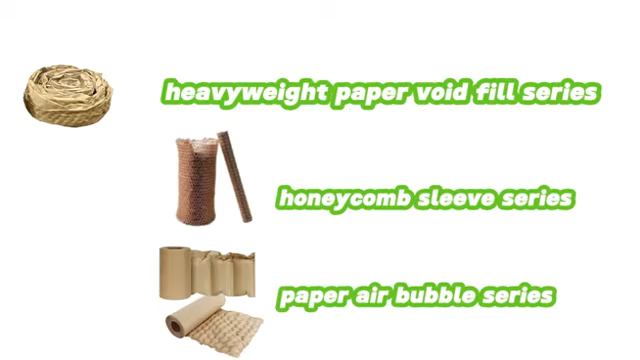 heavyweight paper void fill series
honeycomb sleeve series
paper air bubble series